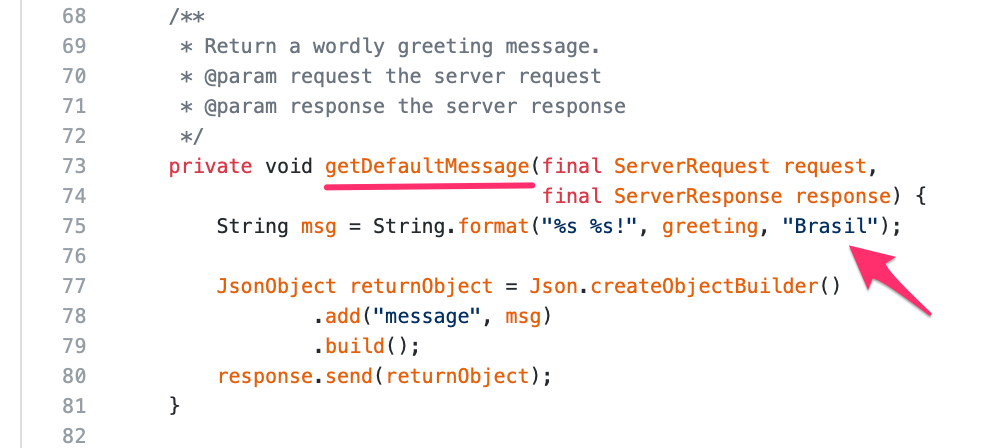 68 /**
69 * Return a wordly greeting message.
70 * @param request the server request
71 * @param response the server response
72 */
73 private void getDefaultMessage(final ServerRequest request,
74 final ServerResponse response) {
75 String msg = String.format("%s %s!", greeting, "Brasil");
76
77 JsonObject returnObject = Json.createObjectBuilder()
78 .add("message", msg)
79 .build();
80 response.send(returnObject);
81 }
82